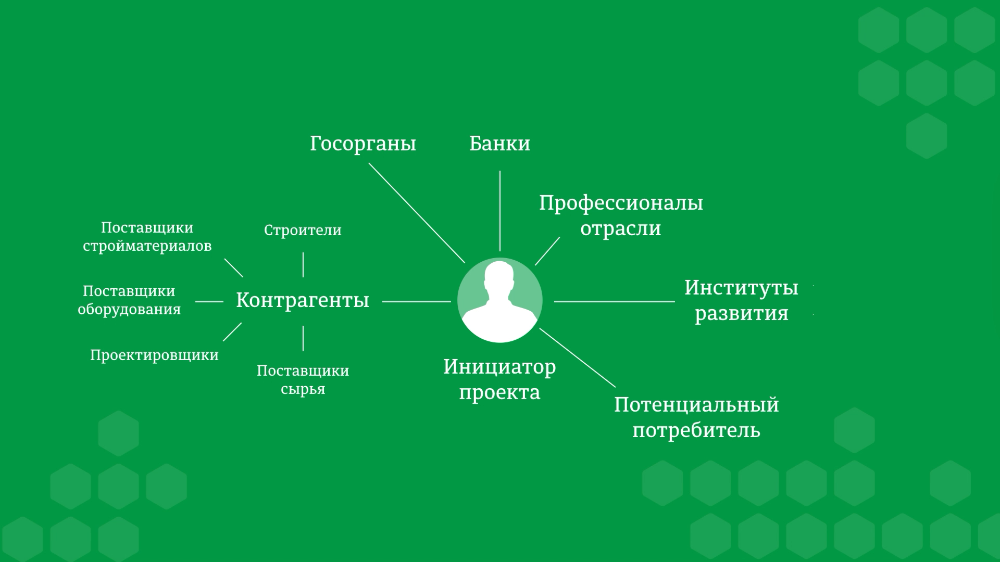 Госорганы
Банки
Профессионалы
отрасли
Поставщики
стройматериалов
Строители
Поставщики
оборудования
Контрагенты
Институты
развития
Проектировщики
Поставщики
сырья
Инициатор
проекта
Потенциальный
потребитель